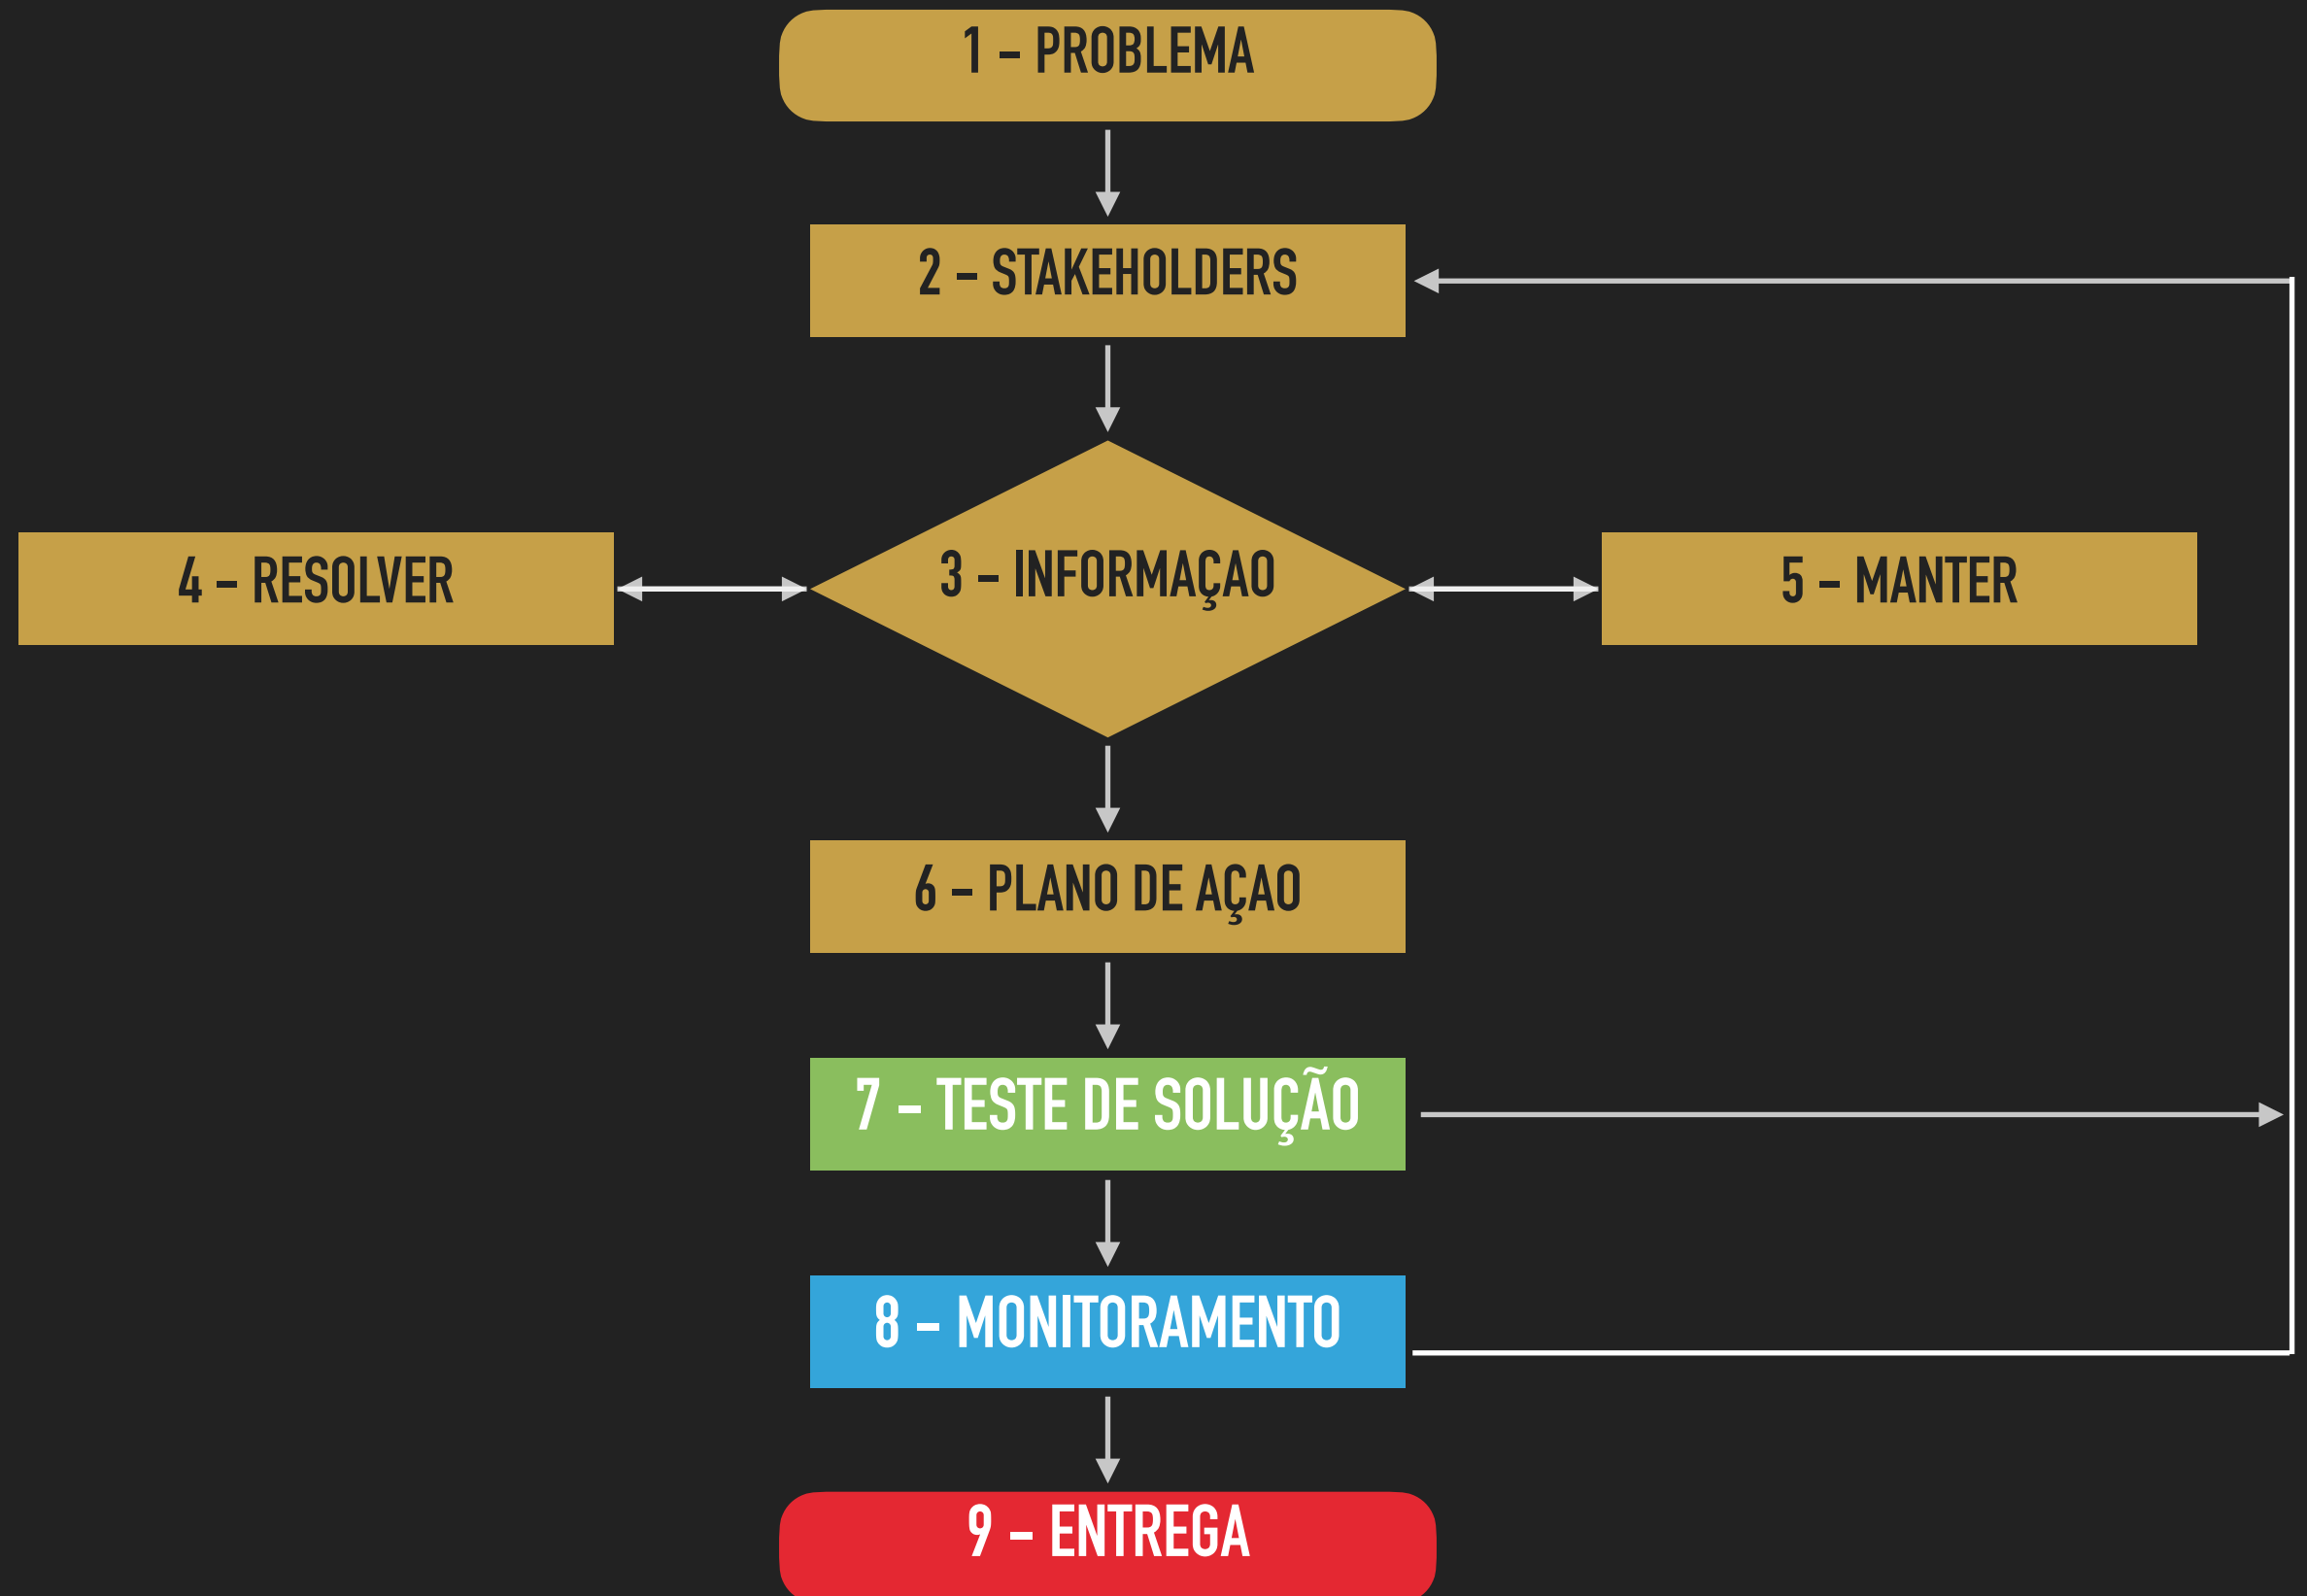 1 – PROBLEMA
2 – STAKEHOLDERS
4 – RESOLVER
3 – INFORMAÇAO
5 – MANTER
6 – PLANO DE AÇAO
7 – TESTE DE SOLUÇÃO
8 – MONITORAMENTO
9 – ENTREGA